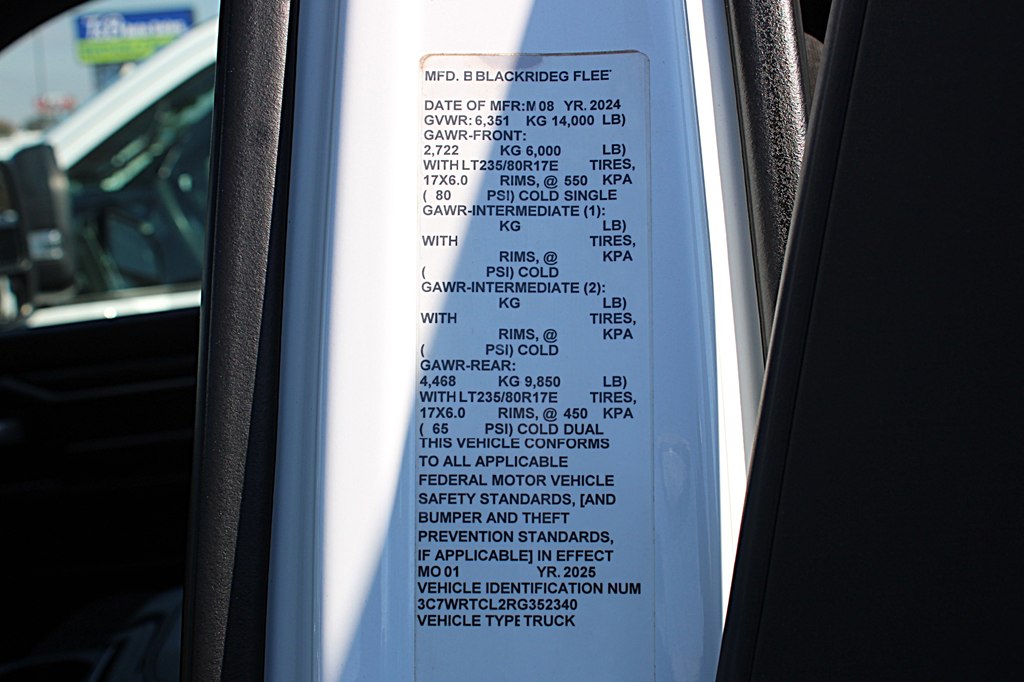 MFD. B BLACKRIDEG FLEET
DATE OF MFR:M 08 YR. 2024
GVWR: 6,351 KG 14,000 LB)
GAWR-FRONT:
2,722 KG 6,000 LB)
WITH LT235/80R17E TIRES,
17X6.0 RIMS, @ 550 KPA
( 80 PSI) COLD SINGLE
GAWR-INTERMEDIATE (1):
KG LB)
WITH TIRES,
RIMS, @ KPA
( PSI) COLD
GAWR-INTERMEDIATE (2):
KG LB)
WITH TIRES,
RIMS, @ KPA
( PSI) COLD
GAWR-REAR:
4,468 KG 9,850 LB)
WITH LT235/80R17E TIRES,
17X6.0 RIMS, @ 450 KPA
( 65 PSI) COLD DUAL
THIS VEHICLE CONFORMS
TO ALL APPLICABLE
FEDERAL MOTOR VEHICLE
SAFETY STANDARDS, [AND
BUMPER AND THEFT
PREVENTION STANDARDS,
IF APPLICABLE] IN EFFECT
MO 01 YR. 2025
VEHICLE IDENTIFICATION NUM
3C7WRTCL2RG352340
VEHICLE TYPE TRUCK